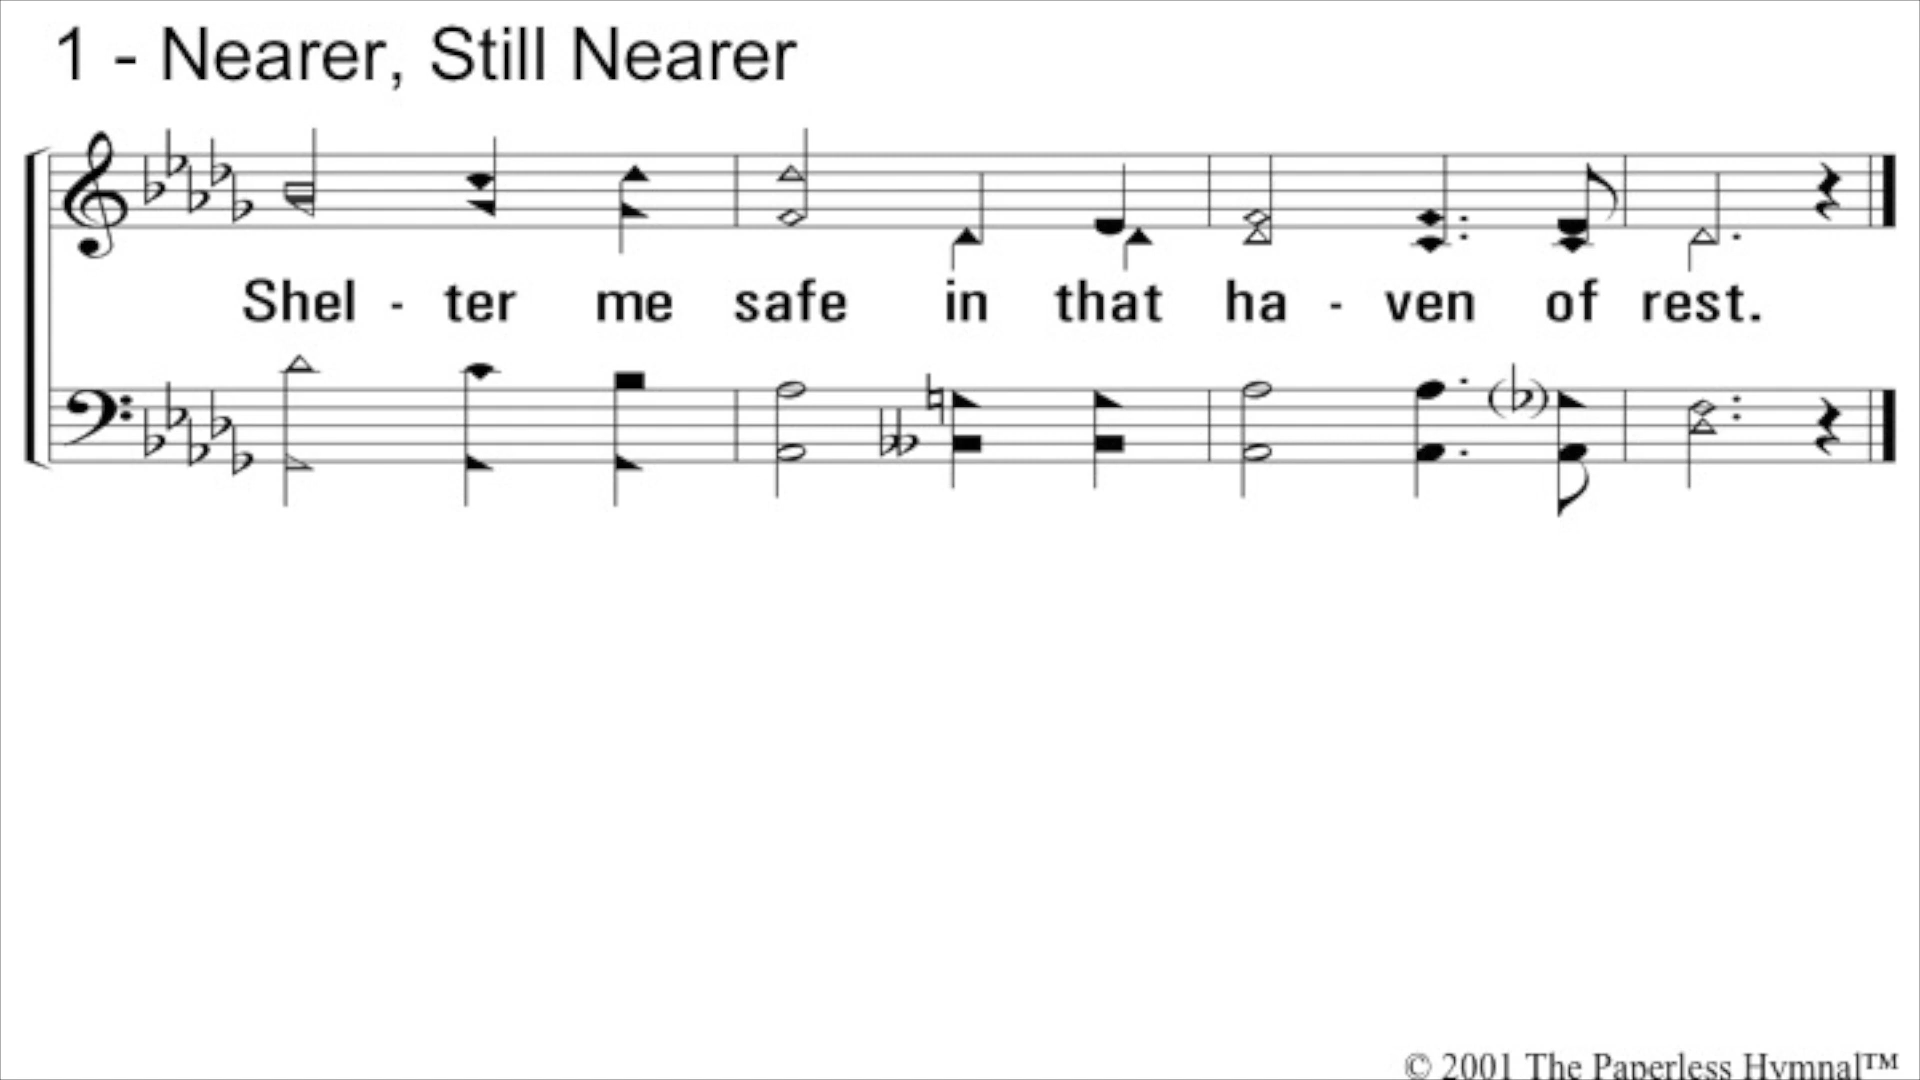 1 - Nearer, Still Nearer
Shel - ter me safe in that ha - ven of rest.
© 2001 The Paperless Hymnal™